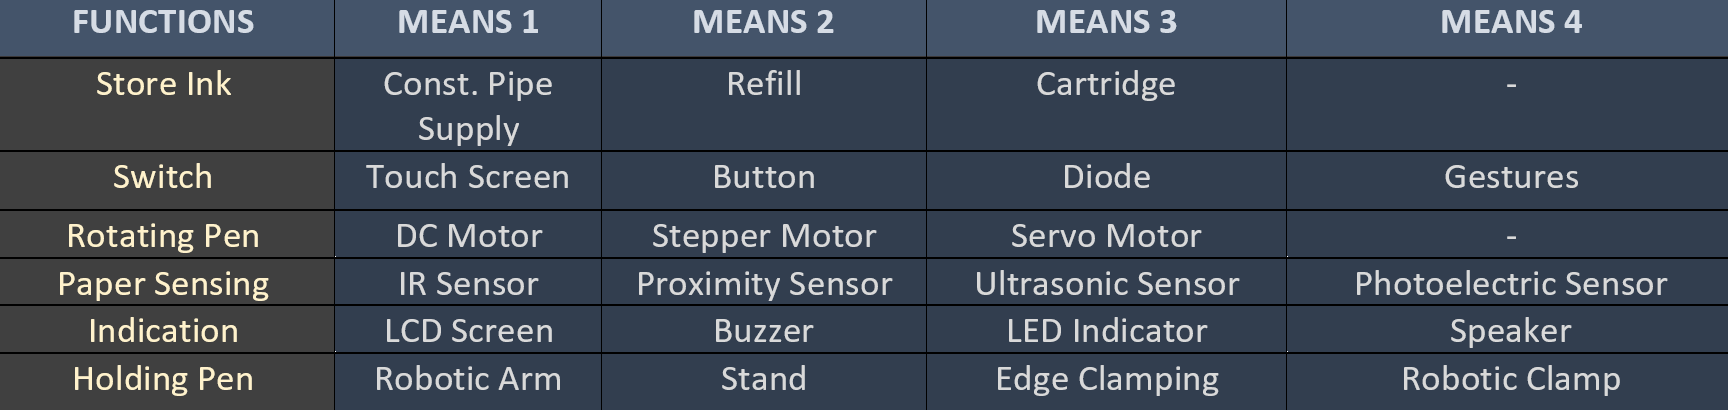 FUNCTIONS MEANS 1 MEANS 2 MEANS 3 MEANS 4
Store Ink Const. Pipe Refill Cartridge -
Supply
Switch Touch Screen Button Diode Gestures
Rotating Pen DC Motor Stepper Motor Servo Motor -
Paper Sensing IR Sensor Proximity Sensor Ultrasonic Sensor Photoelectric Sensor
Indication LCD Screen Buzzer LED Indicator Speaker
Holding Pen Robotic Arm Stand Edge Clamping Robotic Clamp